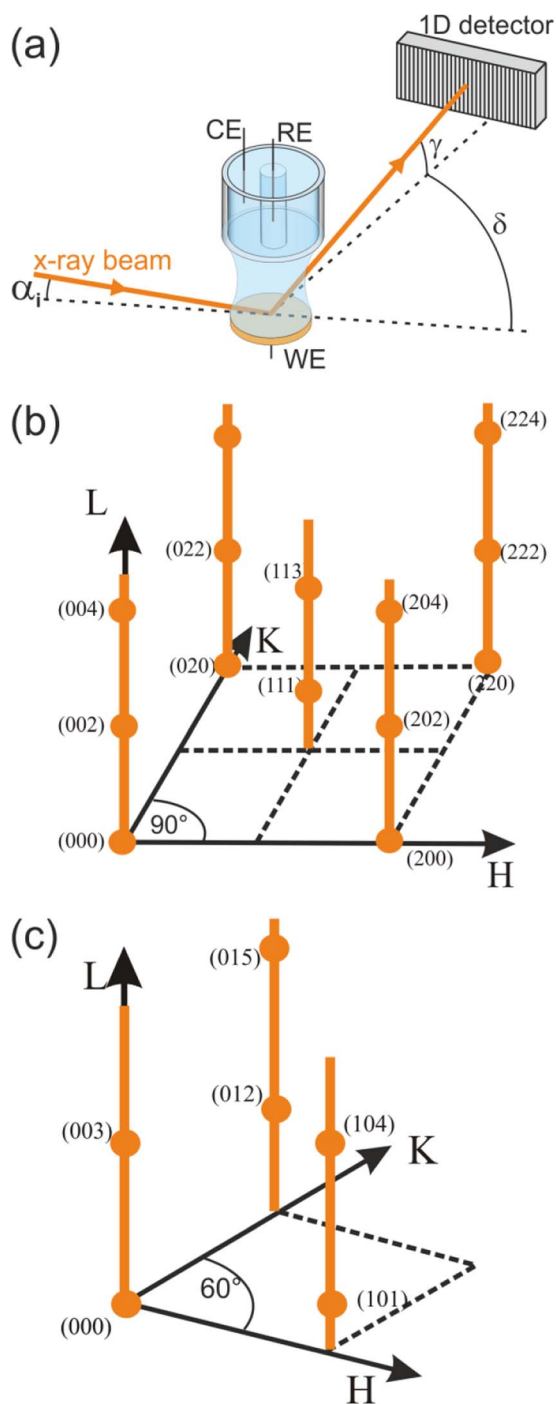 (a)
1D detector
CE
RE
γ
δ
x-ray beam
αi
WE
(b)
(224)
L
(022)
(113)
(222)
(004)
(204)
K
(020)
(111)
(220)
(002)
(202)
90°
(000)
(200)
H
(c)
(015)
L
(012)
(003)
(104)
K
60°
(101)
(000)
H